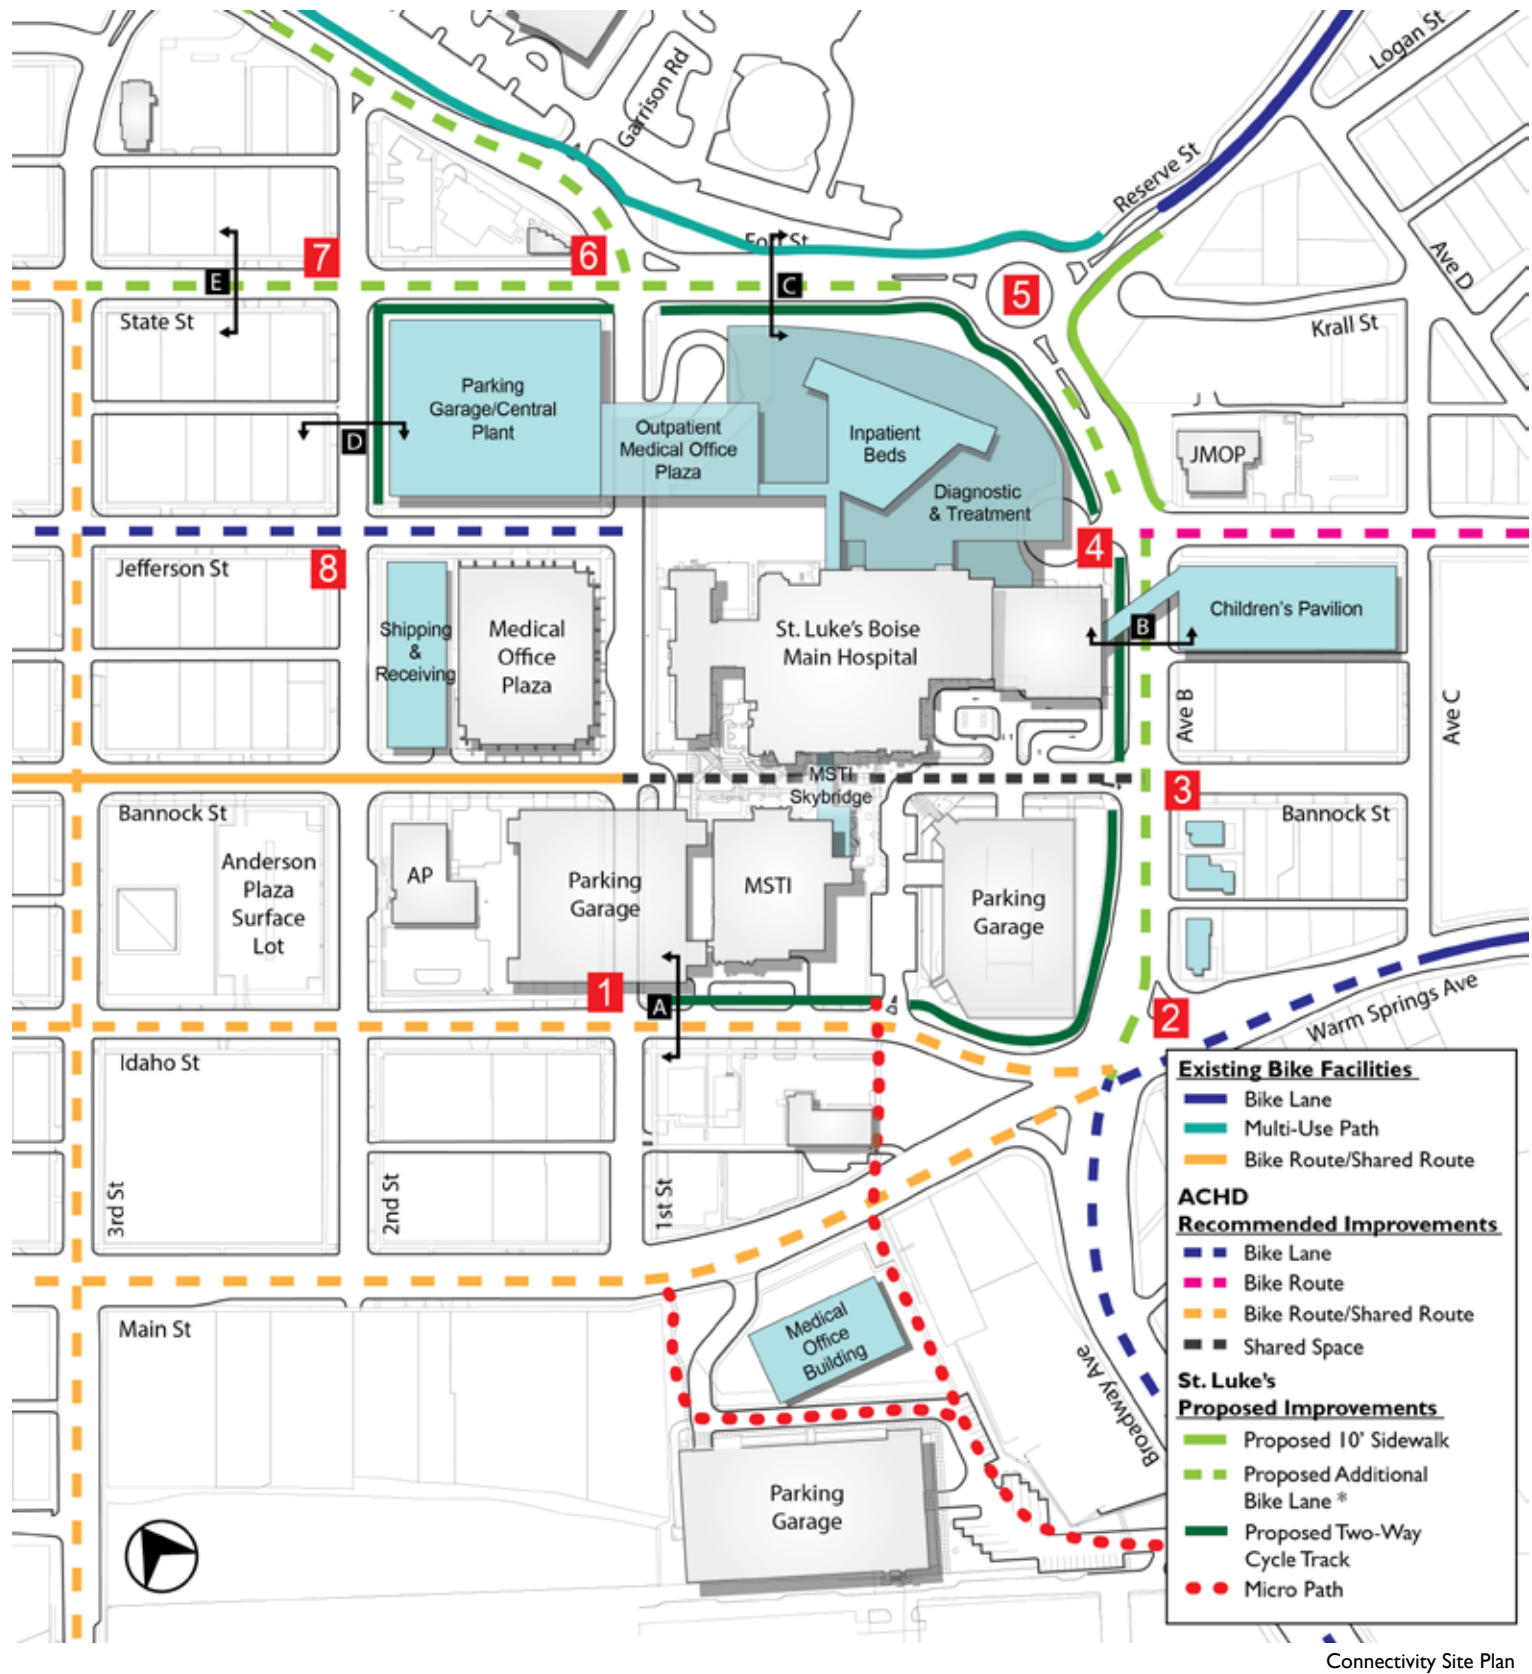 Logan St
Garrison Rd
Reserve St
Fort St
Ave D
7
6
E
C
5
State St
Krall St
Parking
Garage/Central
Plant
Outpatient
Medical Office
Plaza
Inpatient
Beds
D
JMOP
Diagnostic
& Treatment
4
Jefferson St
8
Shipping
&
Receiving
Medical
Office
Plaza
St. Luke's Boise
Main Hospital
Children's Pavilion
B
Ave B
Ave C
MSTI
Skybridge
3
Bannock St
Bannock St
Anderson
Plaza
Surface
Lot
AP
Parking
Garage
MSTI
Parking
Garage
1
A
2
Warm Springs Ave
Idaho St
3rd St
2nd St
1st St
Main St
Medical
Office
Building
Broadway Ave
Parking
Garage
Existing Bike Facilities
Bike Lane
Multi-Use Path
Bike Route/Shared Route
ACHD
Recommended Improvements
Bike Lane
Bike Route
Bike Route/Shared Route
Shared Space
St. Luke's
Proposed Improvements
Proposed 10' Sidewalk
Proposed Additional
Bike Lane *
Proposed Two-Way
Cycle Track
Micro Path
Connectivity Site Plan